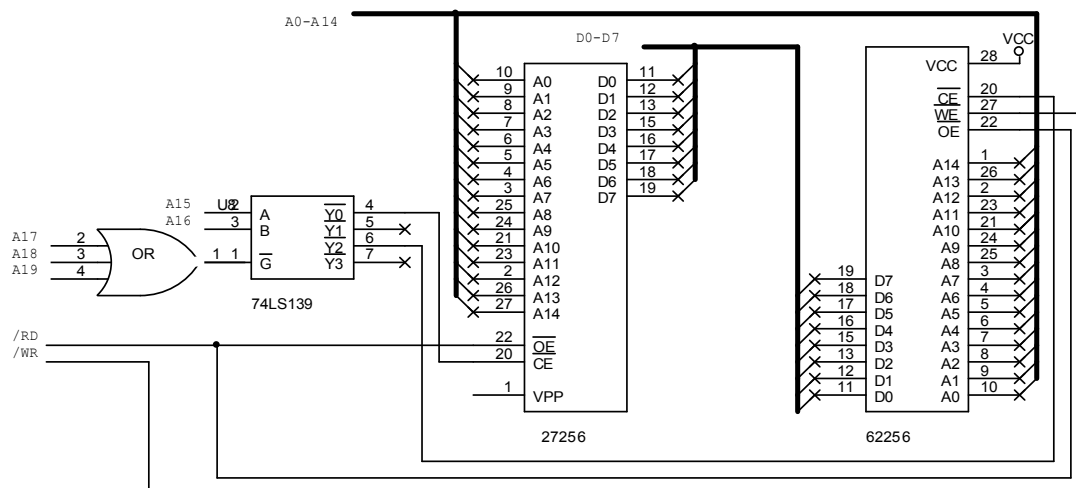 A0-A14
D0-D7
VCC
10 A0 D0 11
9 A1 D1 12
8 A2 D2 13
7 A3 D3 15
6 A4 D4 16
5 A5 D5 17
4 A6 D6 18
3 A7 D7 19
25 A8
24 A9
21 A10
23 A11
2 A12
26 A13
27 A14
22 OE
20 CE
1 VPP
27256
VCC 28
CE 20
WE 27
OE 22
A14 1
A13 26
A12 2
A11 23
A10 21
A9 24
A8 25
A7 3
A6 4
A5 5
A4 6
A3 7
A2 8
A1 9
A0 10
19 D7
18 D6
17 D5
16 D4
15 D3
13 D2
12 D1
11 D0
62256
A15 U8 2 A Y0 4
A16 3 B Y1 5
Y2 6
1 1 G Y3 7
74LS139
A17 2
A18 3 OR
A19 4
/RD
/WR